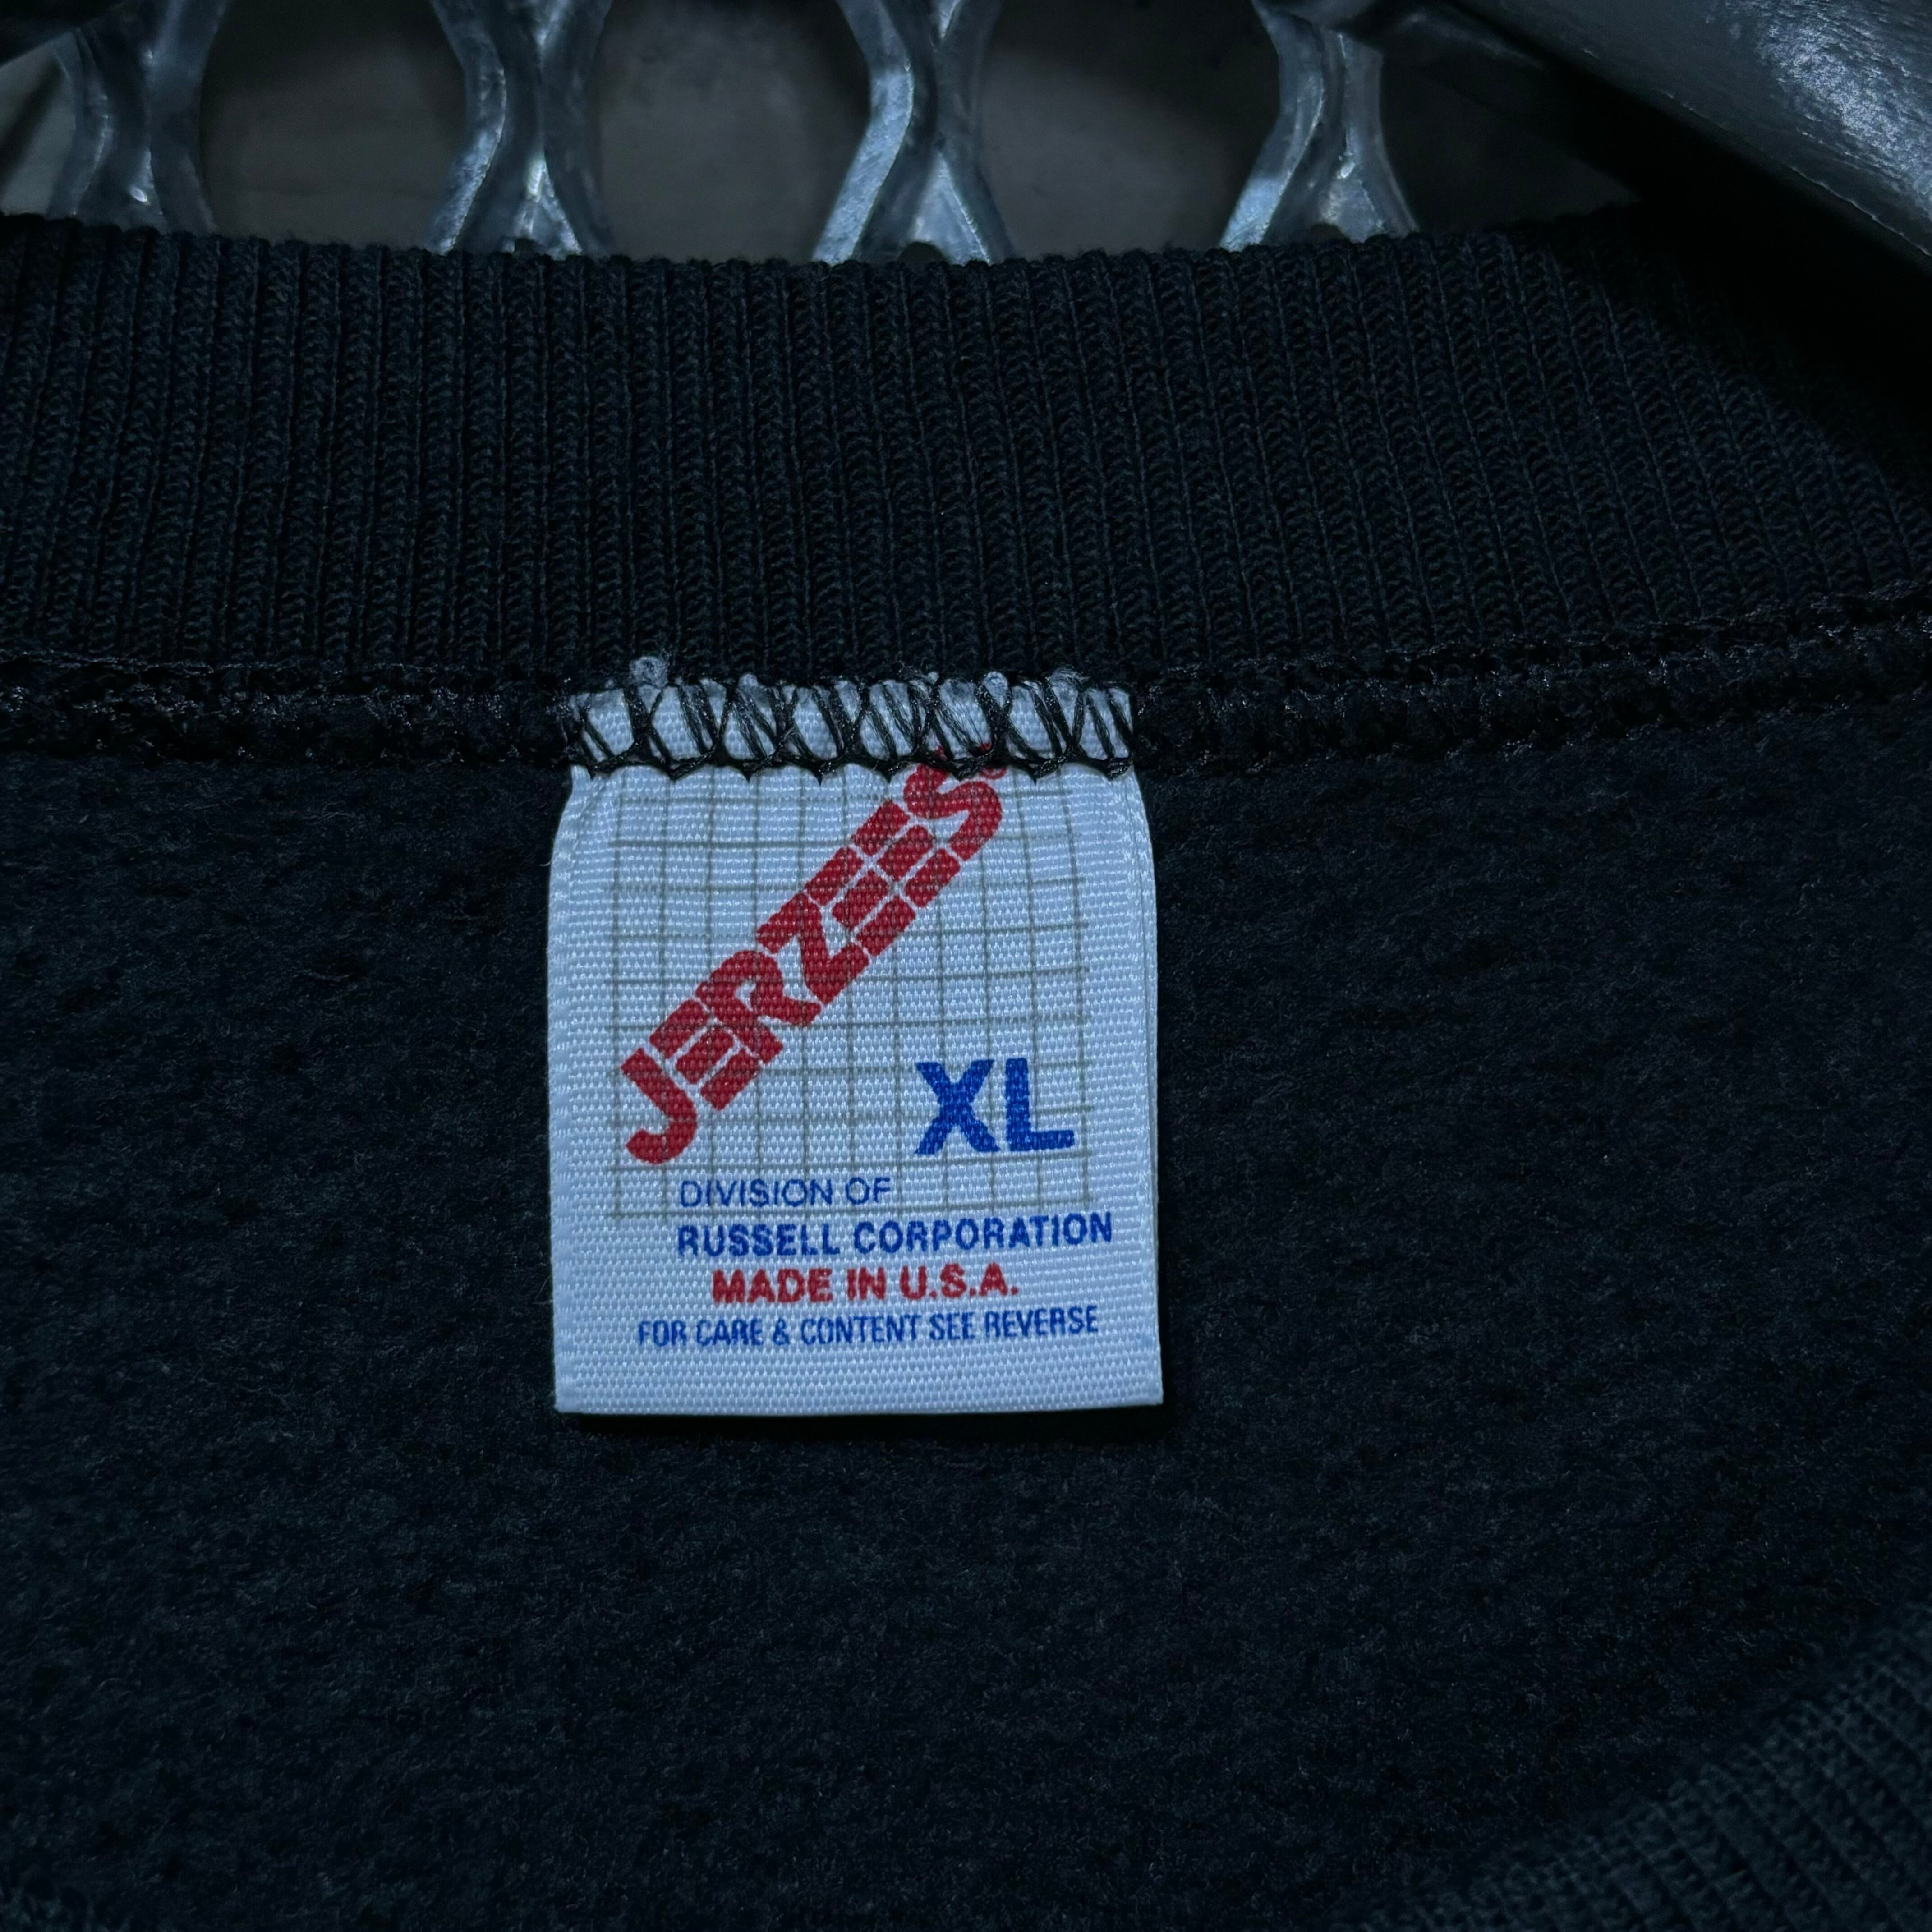 JERZEES®
XL
DIVISION OF
RUSSELL CORPORATION
MADE IN U.S.A.
FOR CARE & CONTENT SEE REVERSE